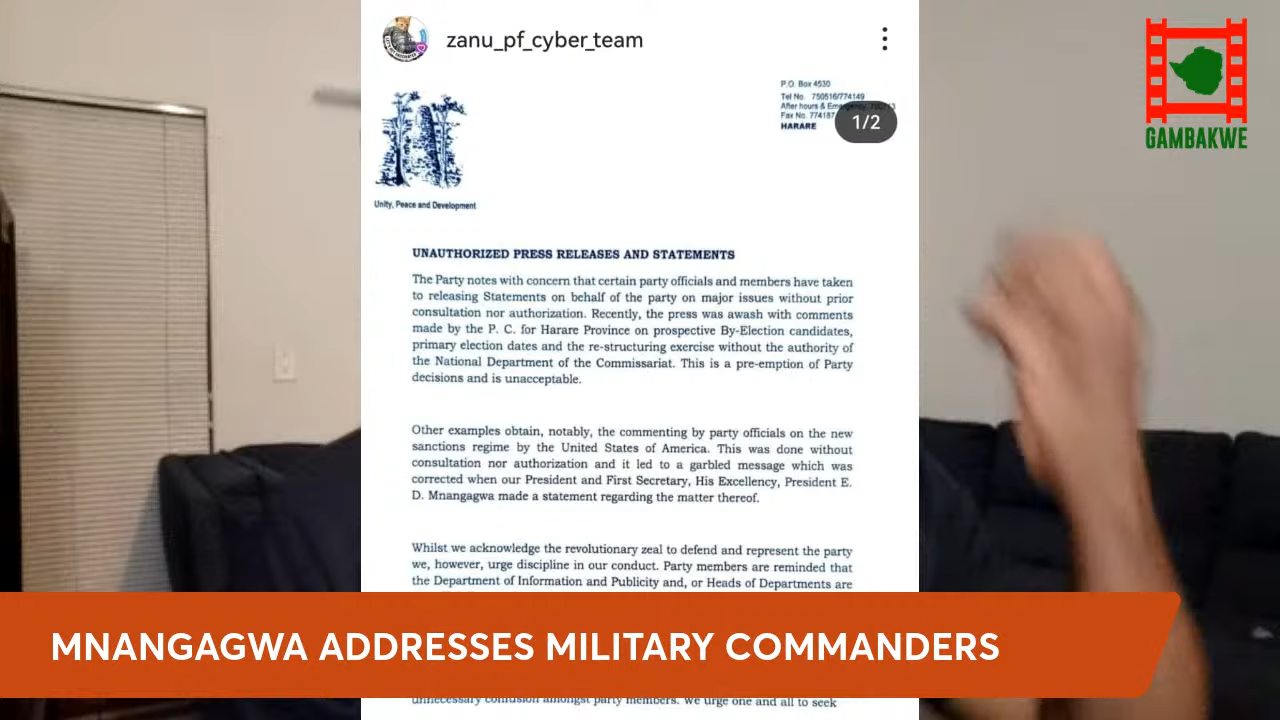 zanu_pf_cyber_team
P.O. Box 4530
Tel No. 750516/774149
After hours &
Fax No. 774187
HARARE
1/2
GAMBAKWE
Unity, Peace and Development
UNAUTHORIZED PRESS RELEASES AND STATEMENTS
The Party notes with concern that certain party officials and members have taken
to releasing Statements on behalf of the party on major issues without prior
consultation nor authorization. Recently, the press was awash with comments
made by the P. C. for Harare Province on prospective By-Election candidates,
primary election dates and the re-structuring exercise without the authority of
the National Department of the Commissariat. This is a pre-emption of Party
decisions and is unacceptable.
Other examples obtain, notably, the commenting by party officials on the new
sanctions regime by the United States of America. This was done without
consultation nor authorization and it led to a garbled message which was
corrected when our President and First Secretary, His Excellency, President E.
D. Mnangagwa made a statement regarding the matter thereof.
Whilst we acknowledge the revolutionary zeal to defend and represent the party
we, however, urge discipline in our conduct. Party members are reminded that
the Department of Information and Publicity and, or Heads of Departments are
MNANGAGWA ADDRESSES MILITARY COMMANDERS
unnecessary confusion amongst party members. We urge one and all to seek